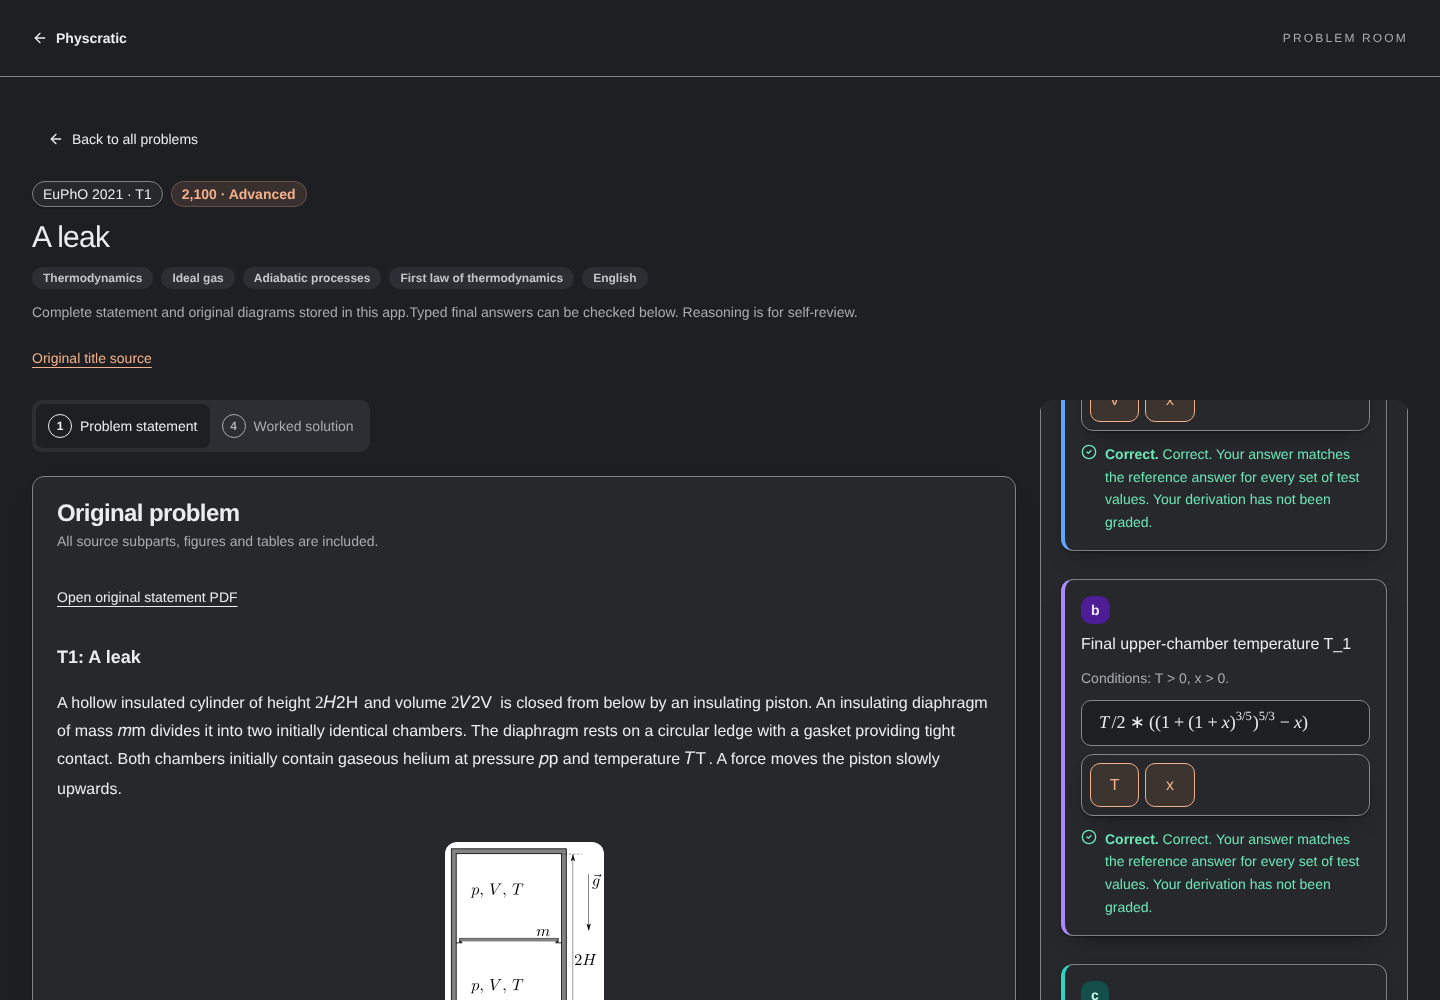 Physcratic
PROBLEM ROOM
Back to all problems
EuPhO 2021 · T1
2,100 · Advanced
A leak
Thermodynamics
Ideal gas
Adiabatic processes
First law of thermodynamics
English
Complete statement and original diagrams stored in this app.Typed final answers can be checked below. Reasoning is for self-review.
Original title source
1 Problem statement
4 Worked solution
Original problem
All source subparts, figures and tables are included.
Open original statement PDF
T1: A leak
A hollow insulated cylinder of height 2H2H and volume 2V2V is closed from below by an insulating piston. An insulating diaphragm
of mass mm divides it into two initially identical chambers. The diaphragm rests on a circular ledge with a gasket providing tight
contact. Both chambers initially contain gaseous helium at pressure pp and temperature TT. A force moves the piston slowly
upwards.
p, V, T
g⃗
m
2H
p, V, T
V
x
Correct. Correct. Your answer matches
the reference answer for every set of test
values. Your derivation has not been
graded.
b
Final upper-chamber temperature T_1
Conditions: T > 0, x > 0.
T/2 ∗ ((1 + (1 + x)^{3/5})^{5/3} − x)
T
x
Correct. Correct. Your answer matches
the reference answer for every set of test
values. Your derivation has not been
graded.
c